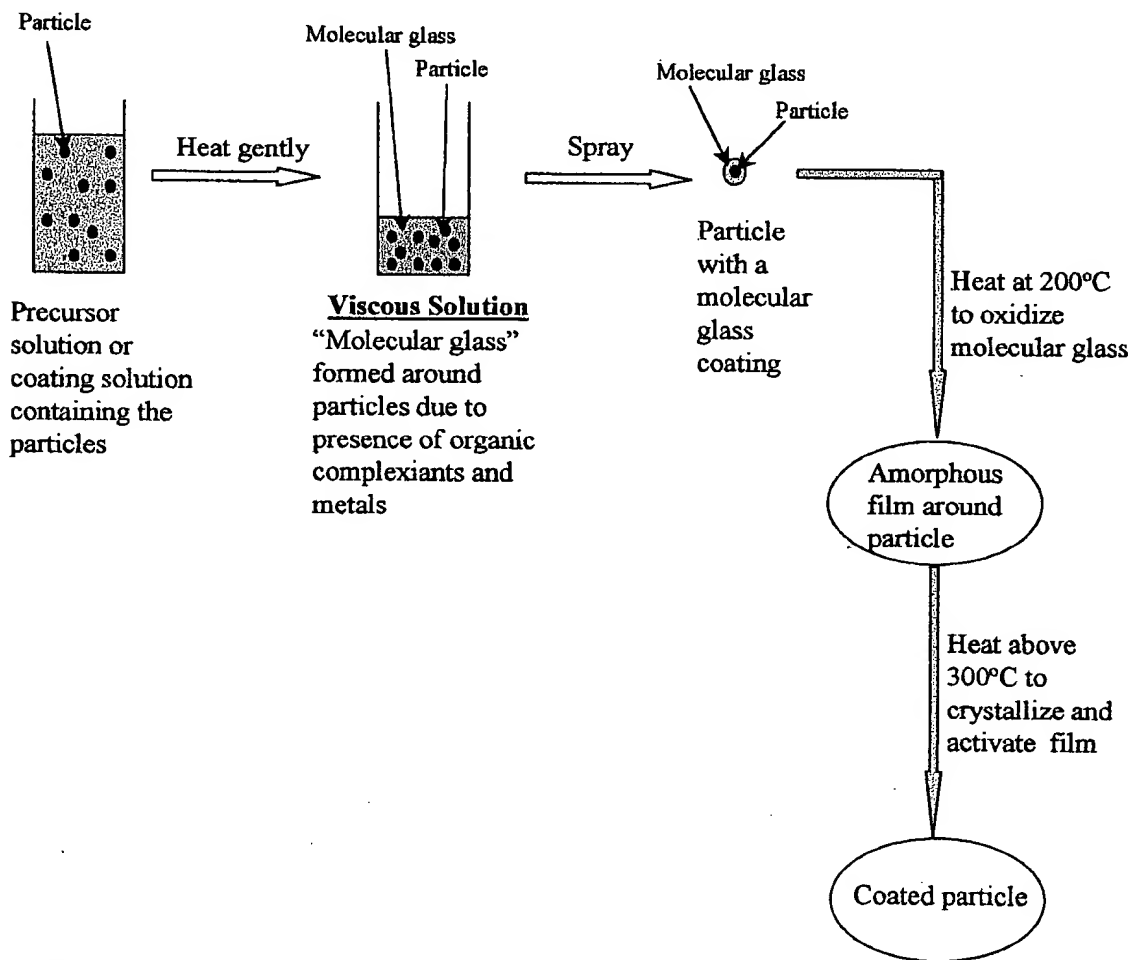 Particle
Molecular glass
Particle
Heat gently
Precursor
solution or
coating solution
containing the
particles
Viscous Solution
“Molecular glass”
formed around
particles due to
presence of organic
complexiants and
metals
Spray
Molecular glass
Particle
Particle
with a
molecular
glass
coating
Heat at 200ºC
to oxidize
molecular glass
Amorphous
film around
particle
Heat above
300ºC to
crystallize and
activate film
Coated particle